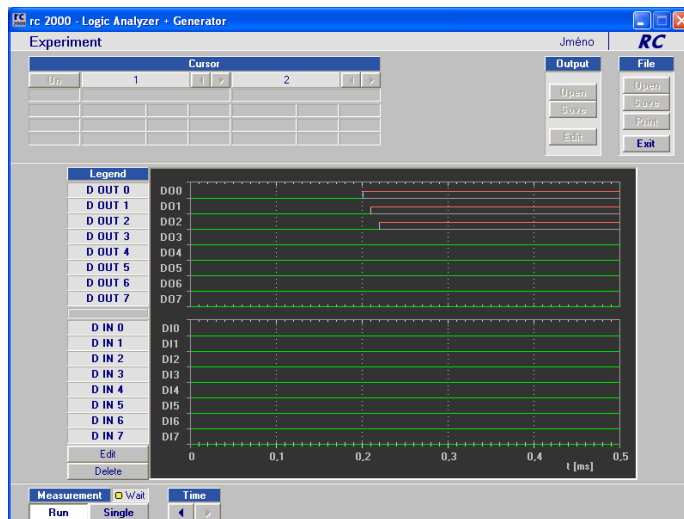 rc 2000 - Logic Analyzer + Generator
Experiment Jméno RC
Cursor Output File
On 1 2
Open Open
Save Save
Print
Edit Exit
Legend
D OUT 0 DO0
D OUT 1 DO1
D OUT 2 DO2
D OUT 3 DO3
D OUT 4 DO4
D OUT 5 DO5
D OUT 6 DO6
D OUT 7 DO7
D IN 0 DI0
D IN 1 DI1
D IN 2 DI2
D IN 3 DI3
D IN 4 DI4
D IN 5 DI5
D IN 6 DI6
D IN 7 DI7
Edit 0 0,1 0,2 0,3 0,4 0,5
Delete t [ms]
Measurement Wait Time
Run Single